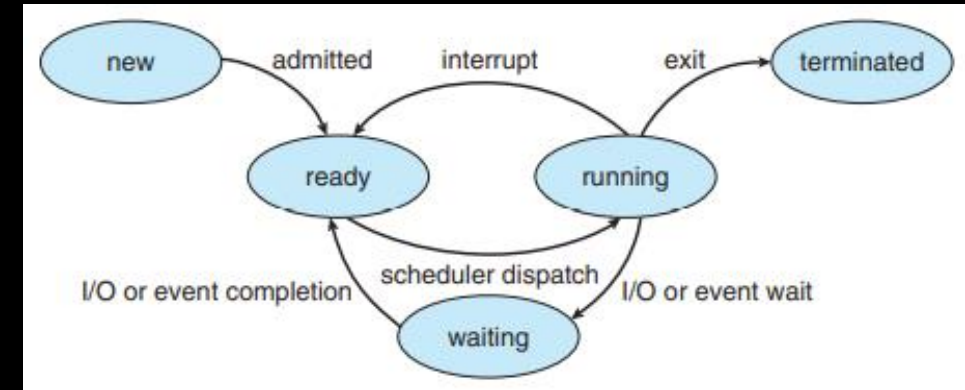 new
admitted
interrupt
exit
terminated
ready
running
I/O or event completion
scheduler dispatch
I/O or event wait
waiting